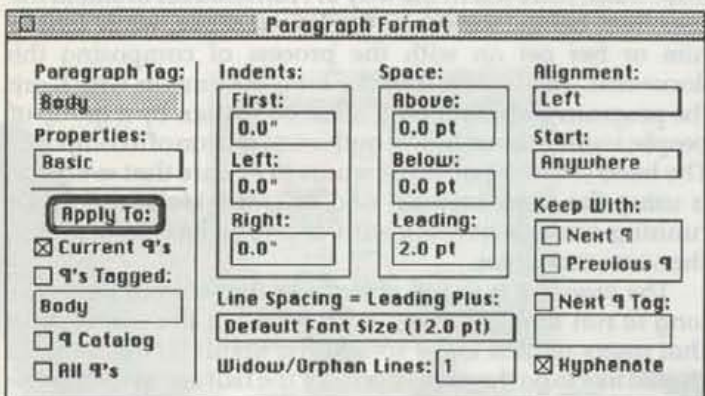 Paragraph Format
Paragraph Tag:
Body
Properties:
Basic
Apply To:
Current ¶'s
¶'s Tagged:
Body
¶ Catalog
All ¶'s
Indents:
First:
0.0"
Left:
0.0"
Right:
0.0"
Space:
Above:
0.0 pt
Below:
0.0 pt
Leading:
2.0 pt
Line Spacing = Leading Plus:
Default Font Size (12.0 pt)
Widow/Orphan Lines: 1
Alignment:
Left
Start:
Anywhere
Keep With:
Next ¶
Previous ¶
Next ¶ Tag:
Hyphenate